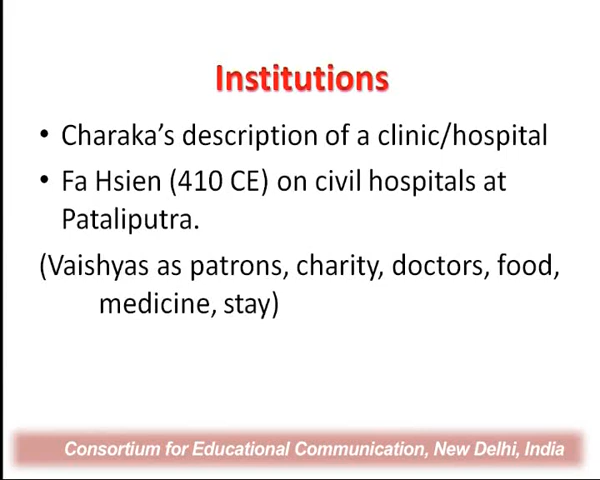 Institutions
• Charaka’s description of a clinic/hospital
• Fa Hsien (410 CE) on civil hospitals at
Pataliputra.
(Vaishyas as patrons, charity, doctors, food,
medicine, stay)
Consortium for Educational Communication, New Delhi, India